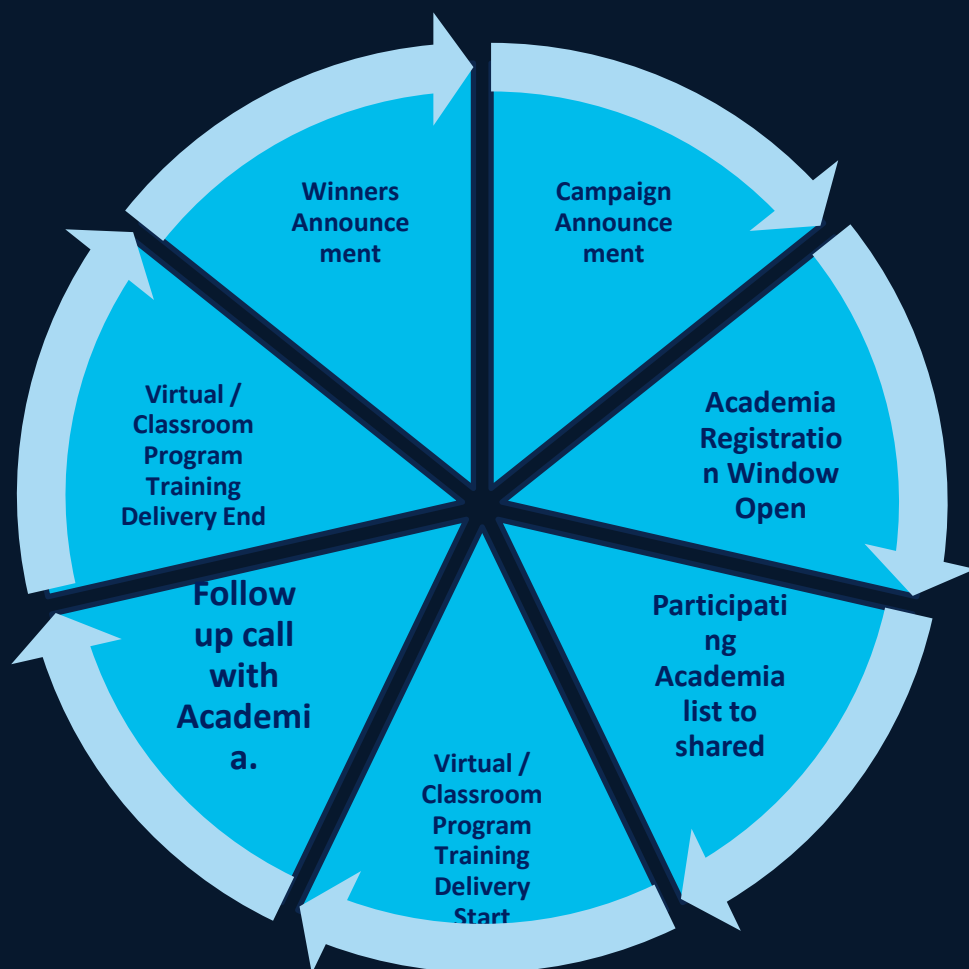 Campaign
Announce
ment
Academia
Registratio
n Window
Open
Participati
ng
Academia
list to
shared
Virtual /
Classroom
Program
Training
Delivery
Start
Follow
up call
with
Academi
a.
Virtual /
Classroom
Program
Training
Delivery End
Winners
Announce
ment